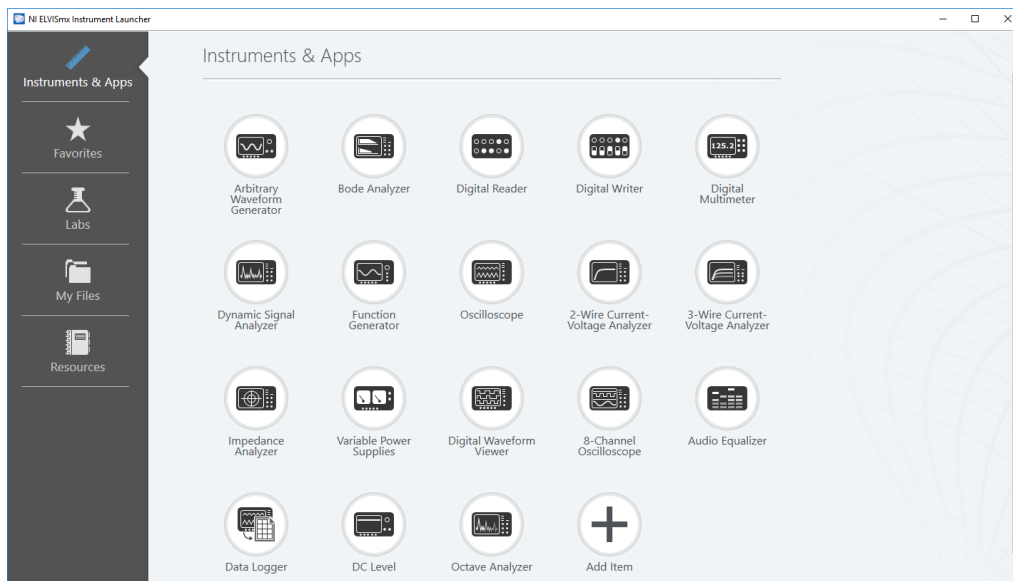 NI ELVISmx Instrument Launcher
Instruments & Apps
Favorites
Labs
My Files
Resources
Instruments & Apps
Arbitrary
Waveform
Generator
Bode Analyzer
Digital Reader
Digital Writer
125.2
Digital
Multimeter
Dynamic Signal
Analyzer
Function
Generator
Oscilloscope
2-Wire Current-
Voltage Analyzer
3-Wire Current-
Voltage Analyzer
Impedance
Analyzer
Variable Power
Supplies
Digital Waveform
Viewer
8-Channel
Oscilloscope
Audio Equalizer
Data Logger
DC Level
Octave Analyzer
Add Item